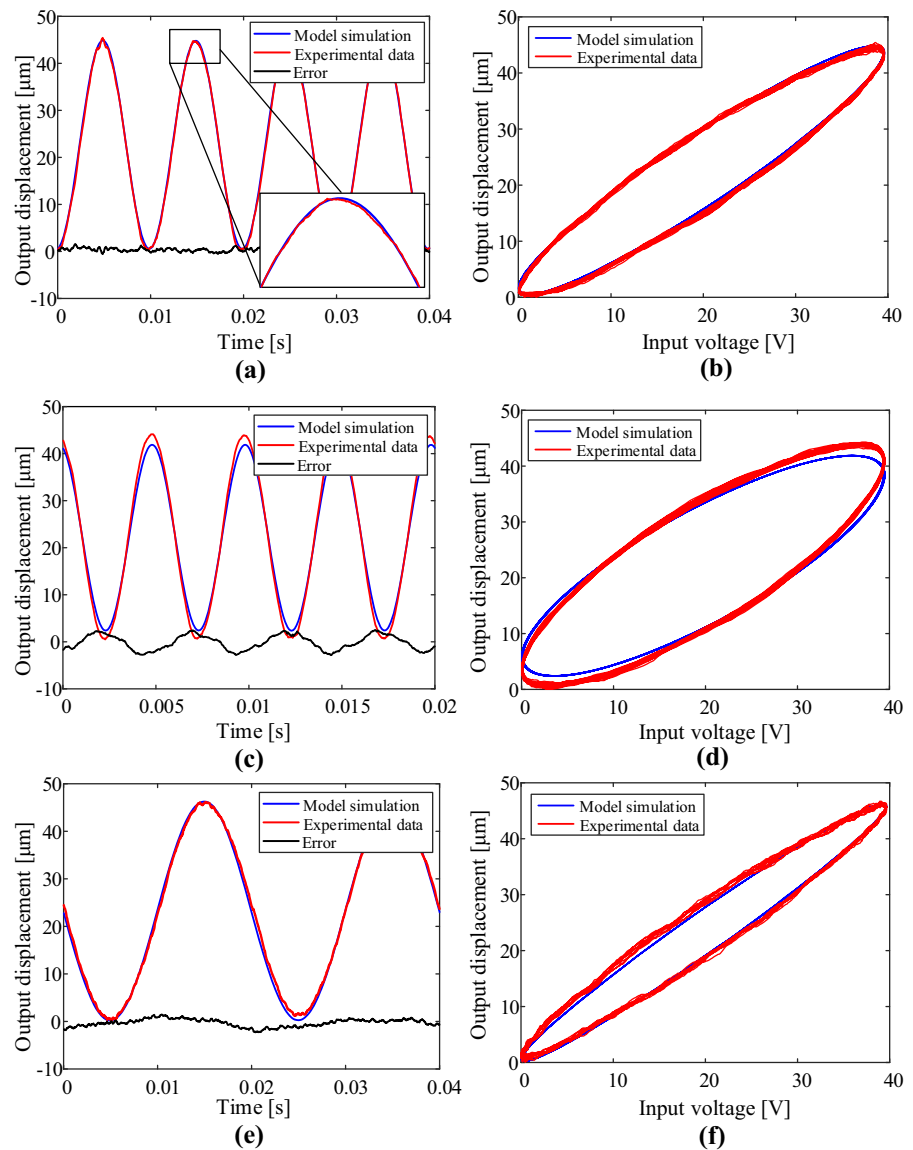 Output displacement [μm]
50
40
30
20
10
0
-10
Model simulation
Experimental data
Error
0
0.01
0.02
0.03
0.04
Time [s]
(a)
Output displacement [μm]
50
40
30
20
10
0
Model simulation
Experimental data
0
10
20
30
40
Input voltage [V]
(b)
Output displacement [μm]
50
40
30
20
10
0
-10
Model simulation
Experimental data
Error
0
0.005
0.01
0.015
0.02
Time [s]
(c)
Output displacement [μm]
50
40
30
20
10
0
Model simulation
Experimental data
0
10
20
30
40
Input voltage [V]
(d)
Output displacement [μm]
50
40
30
20
10
0
-10
Model simulation
Experimental data
Error
0
0.01
0.02
0.03
0.04
Time [s]
(e)
Output displacement [μm]
50
40
30
20
10
0
Model simulation
Experimental data
0
10
20
30
40
Input voltage [V]
(f)